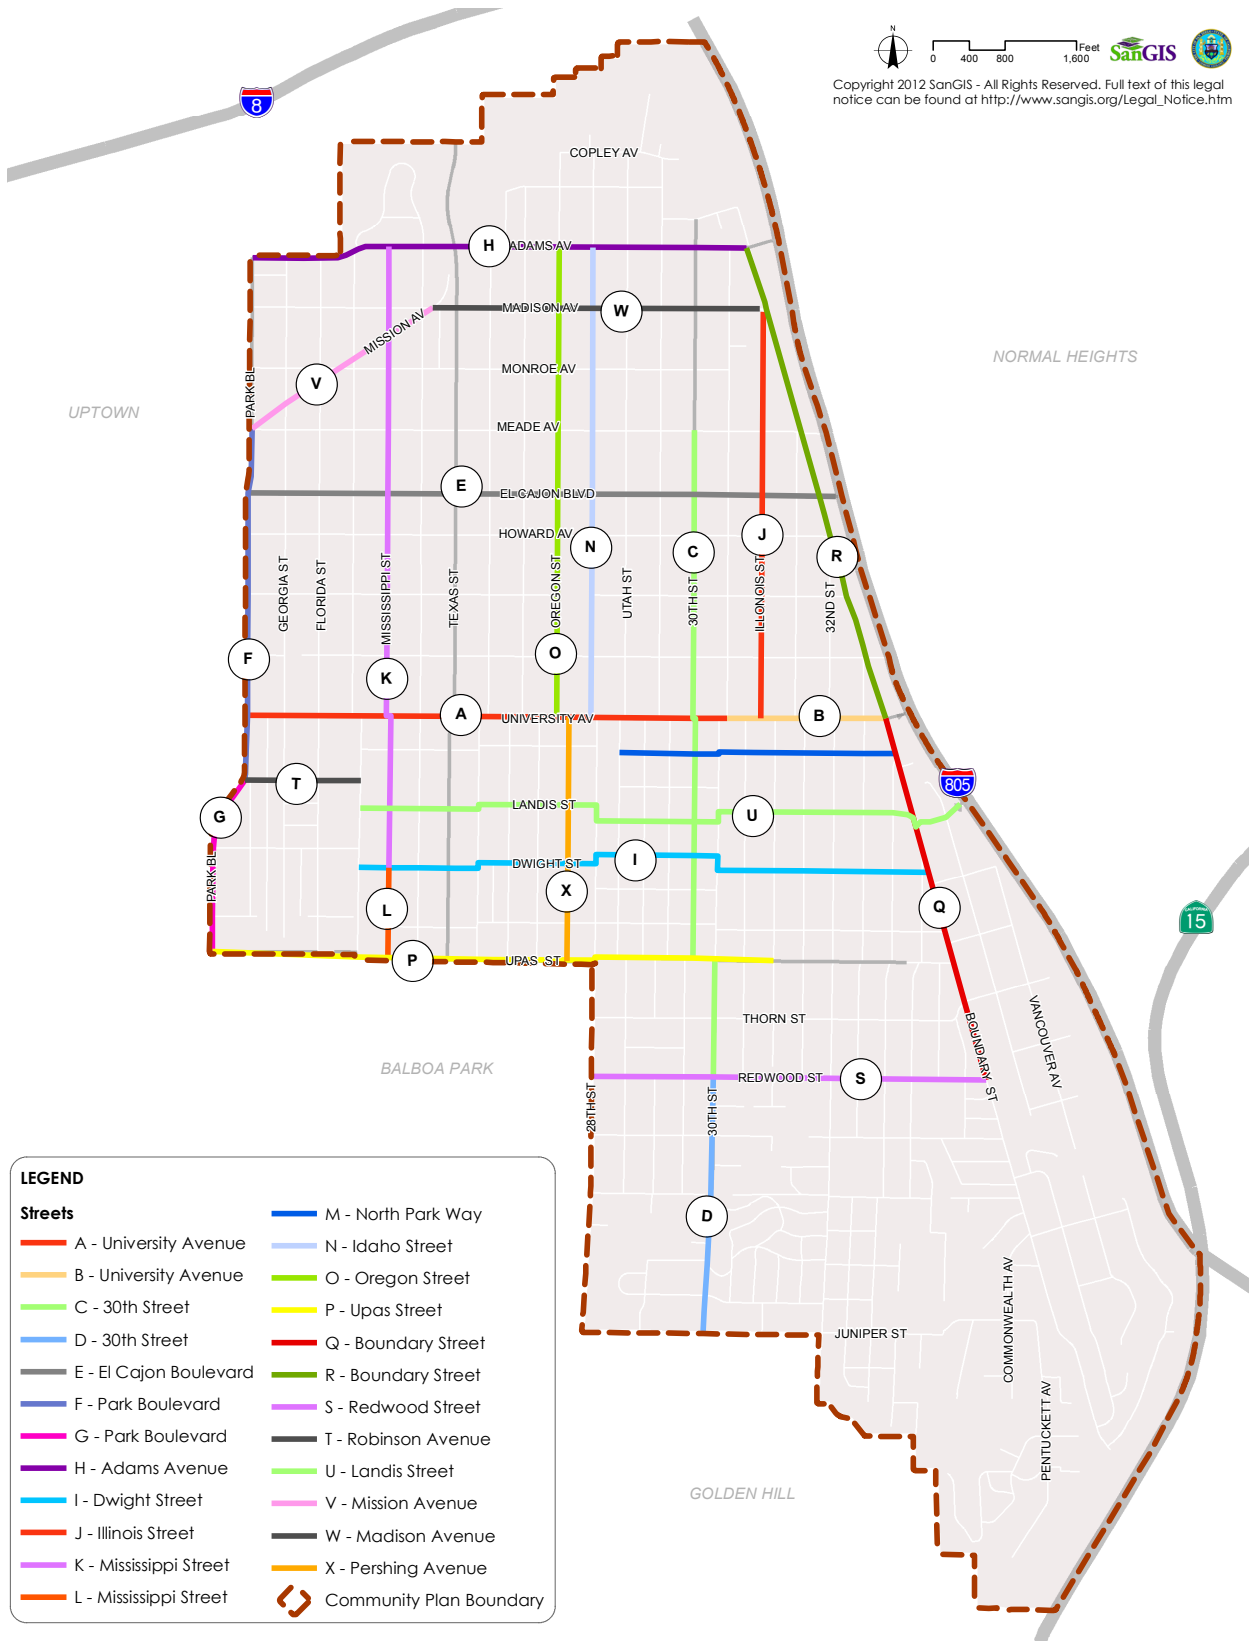 N
0 400 800 1,600
Feet
SanGIS
Copyright 2012 SanGIS - All Rights Reserved. Full text of this legal
notice can be found at http://www.sangis.org/Legal_Notice.htm
8
COPLEY AV
H
ADAMS AV
MADISON AV
W
MISSION AV
NORMAL HEIGHTS
MONROE AV
V
PARK BL
UPTOWN
MEADE AV
E
EL CAJON BLVD
HOWARD AV
N
C
J
R
GEORGIA ST
FLORIDA ST
MISSISSIPPI ST
TEXAS ST
OREGON ST
UTAH ST
30TH ST
ILLONOIS ST
32ND ST
F
O
K
A
UNIVERSITY AV
B
T
805
G
LANDIS ST
U
DWIGHT ST
I
PARK BL
X
L
Q
CALIFORNIA
15
P
UPAS ST
THORN ST
BOUNDARY ST
VANCOUVER AV
BALBOA PARK
REDWOOD ST
S
28TH ST
30TH ST
D
JUNIPER ST
COMMONWEALTH AV
PENTUCKETT AV
GOLDEN HILL
LEGEND
Streets
A - University Avenue
B - University Avenue
C - 30th Street
D - 30th Street
E - El Cajon Boulevard
F - Park Boulevard
G - Park Boulevard
H - Adams Avenue
I - Dwight Street
J - Illinois Street
K - Mississippi Street
L - Mississippi Street
M - North Park Way
N - Idaho Street
O - Oregon Street
P - Upas Street
Q - Boundary Street
R - Boundary Street
S - Redwood Street
T - Robinson Avenue
U - Landis Street
V - Mission Avenue
W - Madison Avenue
X - Pershing Avenue
Community Plan Boundary